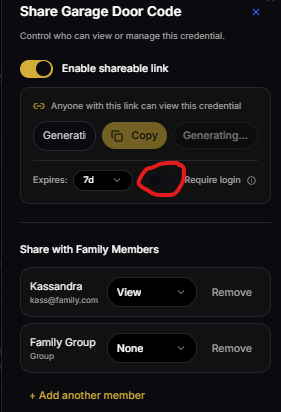 Share Garage Door Code
Control who can view or manage this credential.
Enable shareable link
Anyone with this link can view this credential
Generati
Copy
Generating...
Expires:
7d
Require login
Share with Family Members
Kassandra
kass@family.com
View
Remove
Family Group
Group
None
Remove
+ Add another member